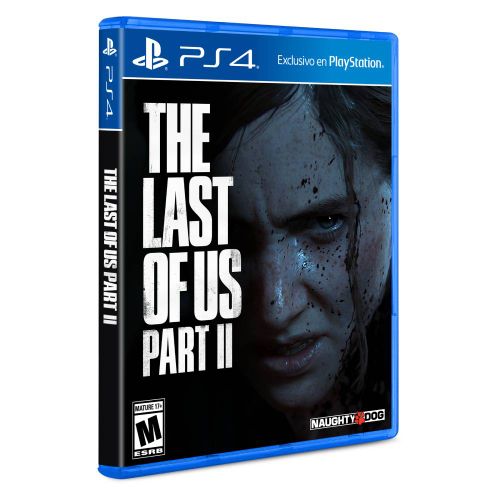 PS4
Exclusivo en PlayStation®
THE
LAST
OF US
PART II
MATURE 17+
M
ESRB
NAUGHTY DOG
PS4
THE LAST OF US PART II